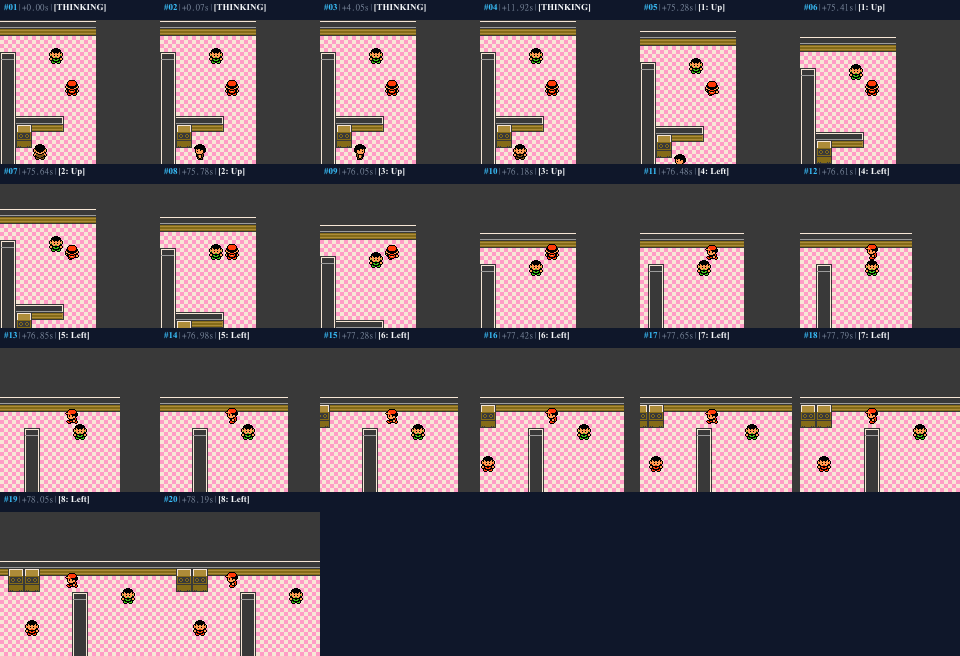 #01|+0.00s|[THINKING]
#02|+0.07s|[THINKING]
#03|+4.05s|[THINKING]
#04|+11.92s|[THINKING]
#05|+75.28s|[1: Up]
#06|+75.41s|[1: Up]
#07|+75.64s|[2: Up]
#08|+75.78s|[2: Up]
#09|+76.05s|[3: Up]
#10|+76.18s|[3: Up]
#11|+76.48s|[4: Left]
#12|+76.61s|[4: Left]
#13|+76.85s|[5: Left]
#14|+76.98s|[5: Left]
#15|+77.28s|[6: Left]
#16|+77.42s|[6: Left]
#17|+77.65s|[7: Left]
#18|+77.79s|[7: Left]
#19|+78.05s|[8: Left]
#20|+78.19s|[8: Left]